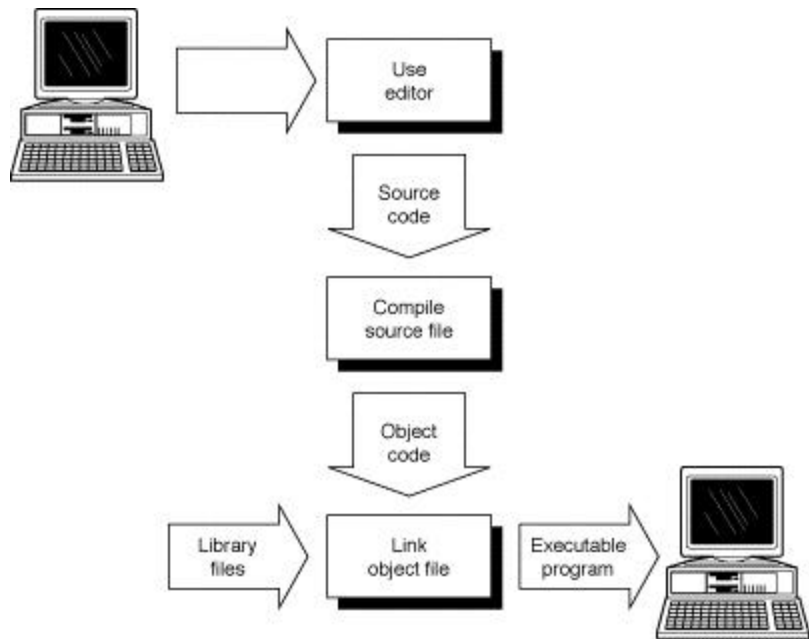 Use
editor
Source
code
Compile
source file
Object
code
Library
files
Link
object file
Executable
program